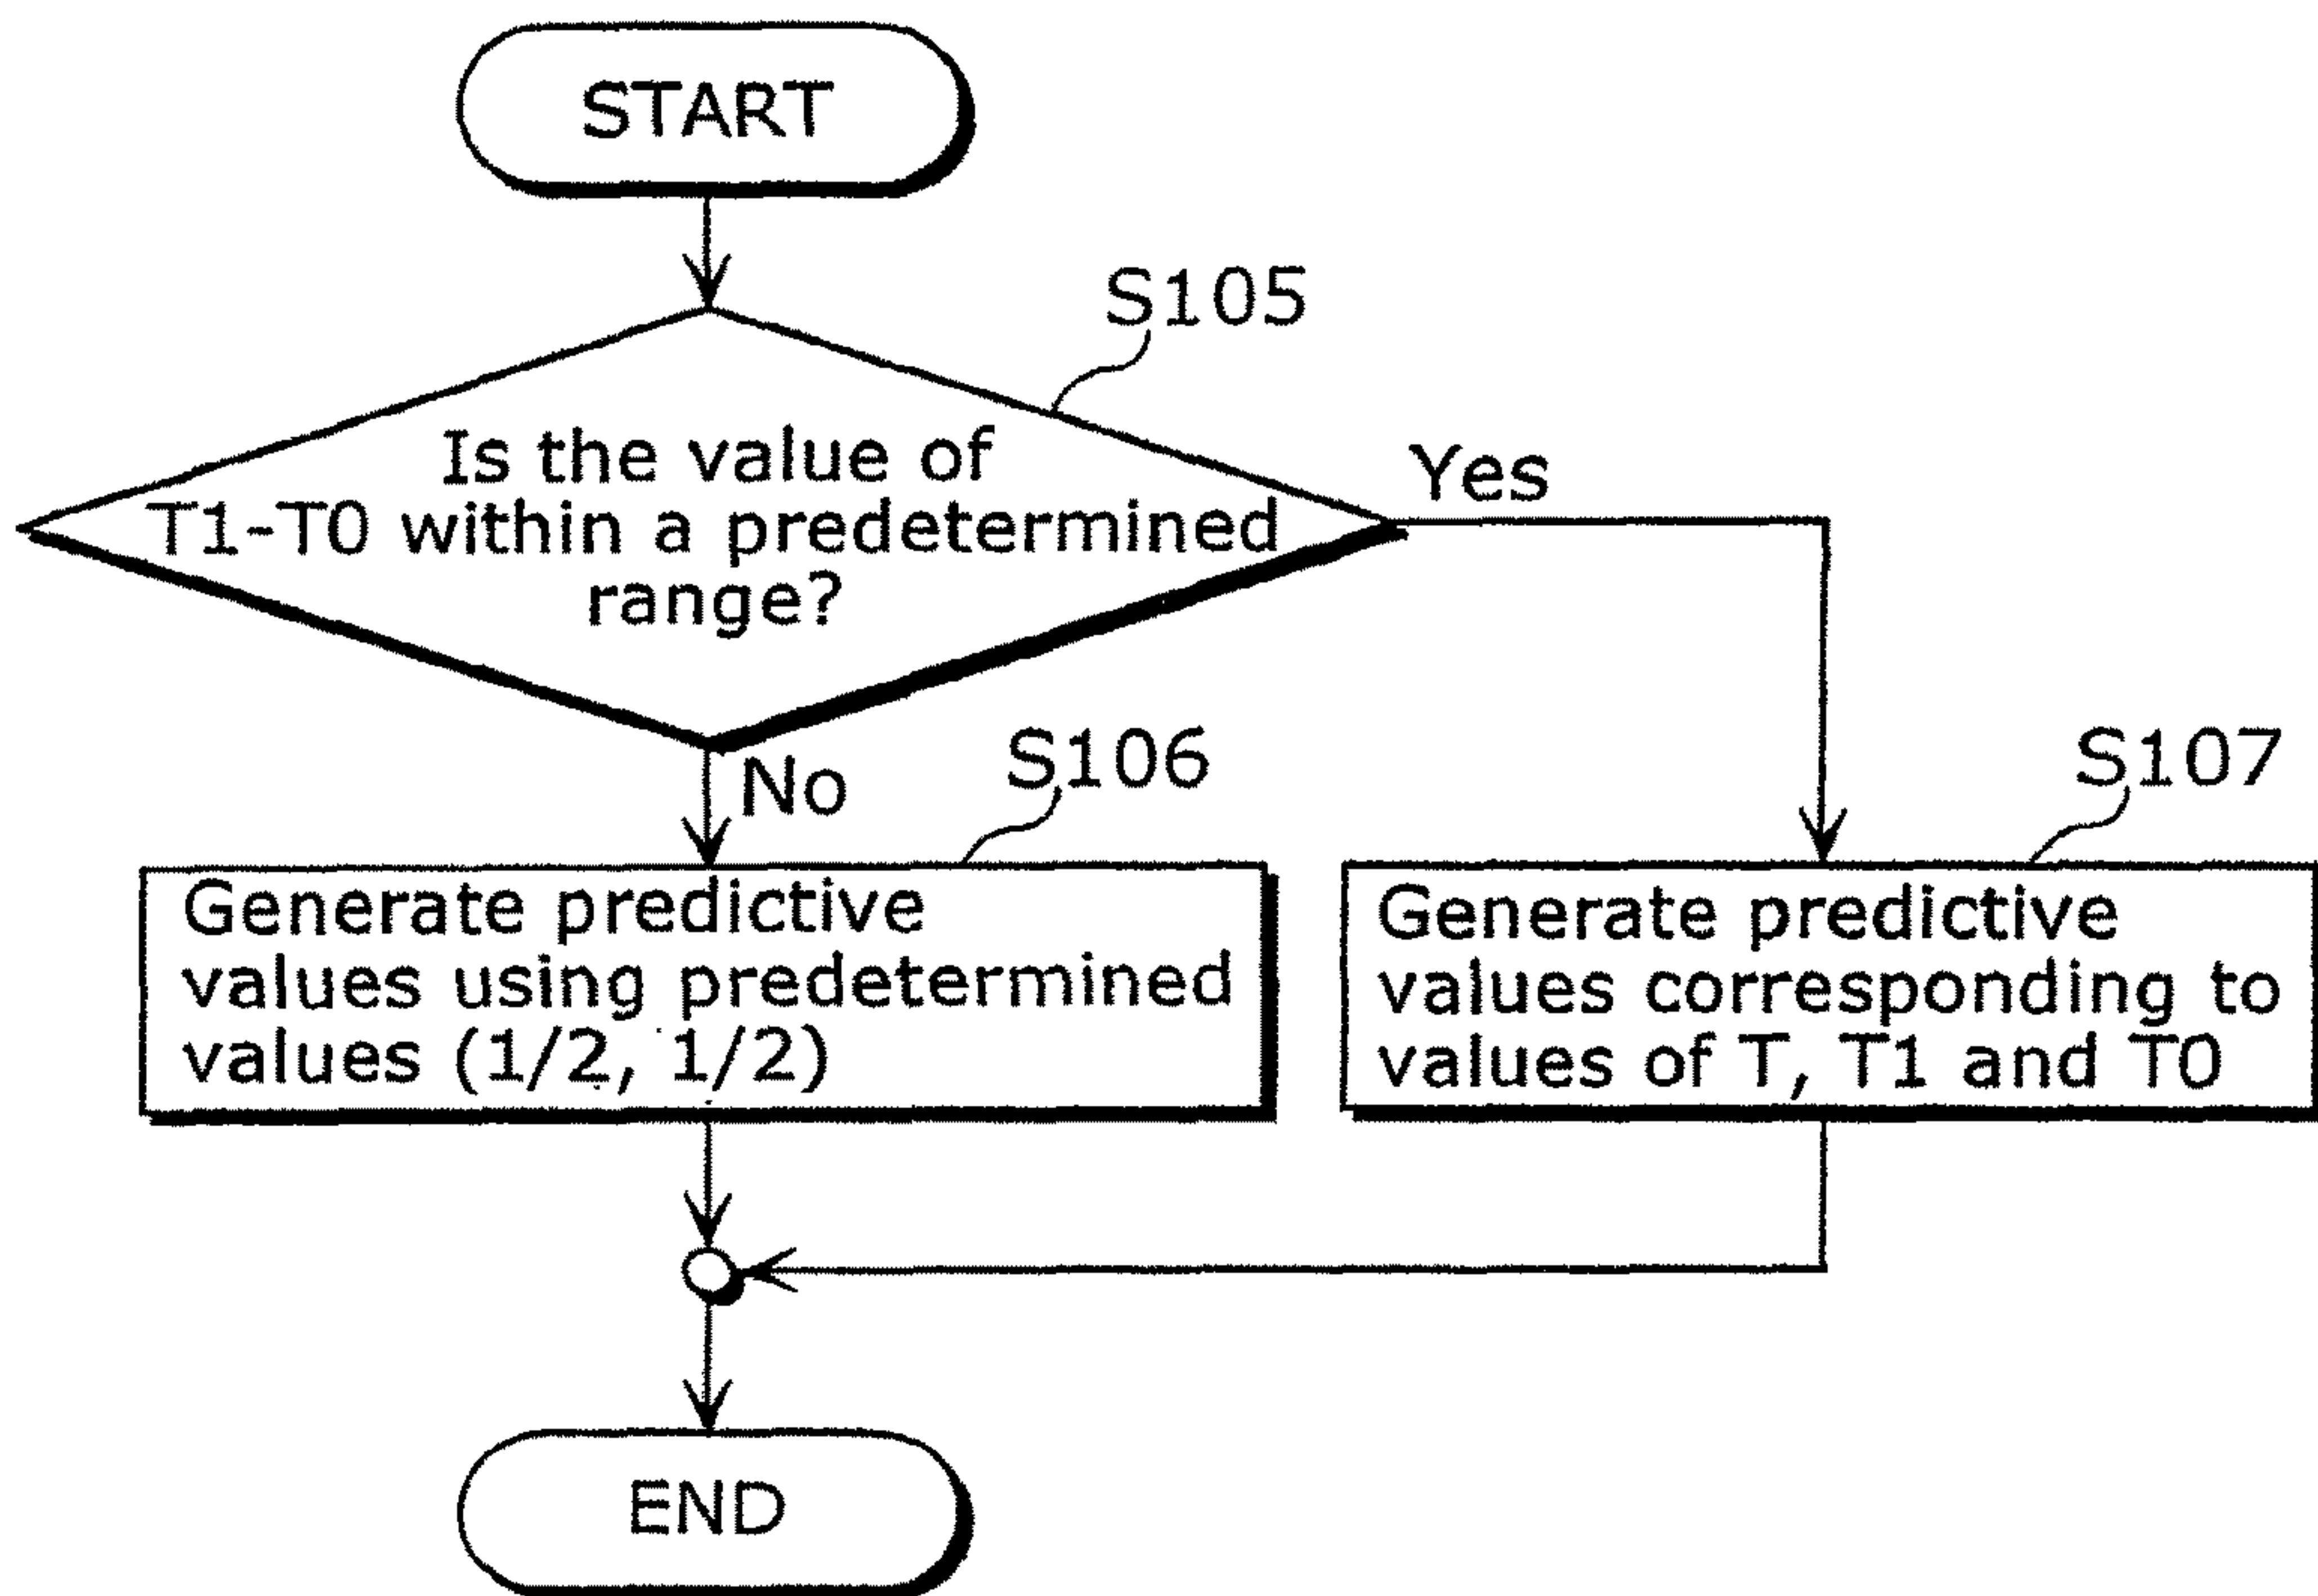 START
S105
Is the value of
T1-T0 within a predetermined
range?
Yes
No
S106
S107
Generate predictive
values using predetermined
values (1/2, 1/2)
Generate predictive
values corresponding to
values of T, T1 and T0
END